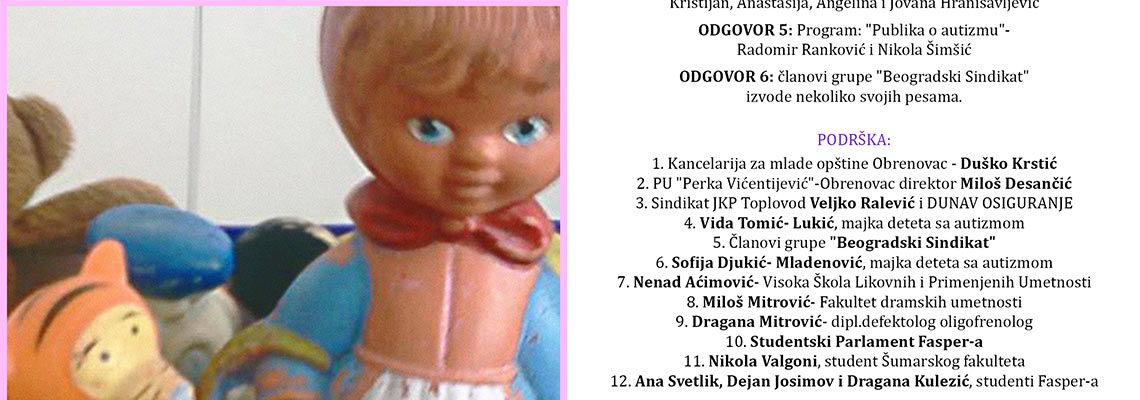 Kristijan, Anastasija, Angelina i Jovana Hranisavljević
ODGOVOR 5: Program: "Publika o autizmu"-
Radomir Ranković i Nikola Šimšić
ODGOVOR 6: članovi grupe "Beogradski Sindikat"
izvode nekoliko svojih pesama.
PODRŠKA:
1. Kancelarija za mlade opštine Obrenovac - Duško Krstić
2. PU "Perka Vićentijević"-Obrenovac direktor Miloš Desančić
3. Sindikat JKP Toplovod Veljko Ralević i DUNAV OSIGURANJE
4. Vida Tomić- Lukić, majka deteta sa autizmom
5. Članovi grupe "Beogradski Sindikat"
6. Sofija Djukić- Mladenović, majka deteta sa autizmom
7. Nenad Aćimović- Visoka Škola Likovnih i Primenjenih Umetnosti
8. Miloš Mitrović- Fakultet dramskih umetnosti
9. Dragana Mitrović- dipl.defektolog oligofrenolog
10. Studentski Parlament Fasper-a
11. Nikola Valgoni, student Šumarskog fakulteta
12. Ana Svetlik, Dejan Josimov i Dragana Kulezić, studenti Fasper-a